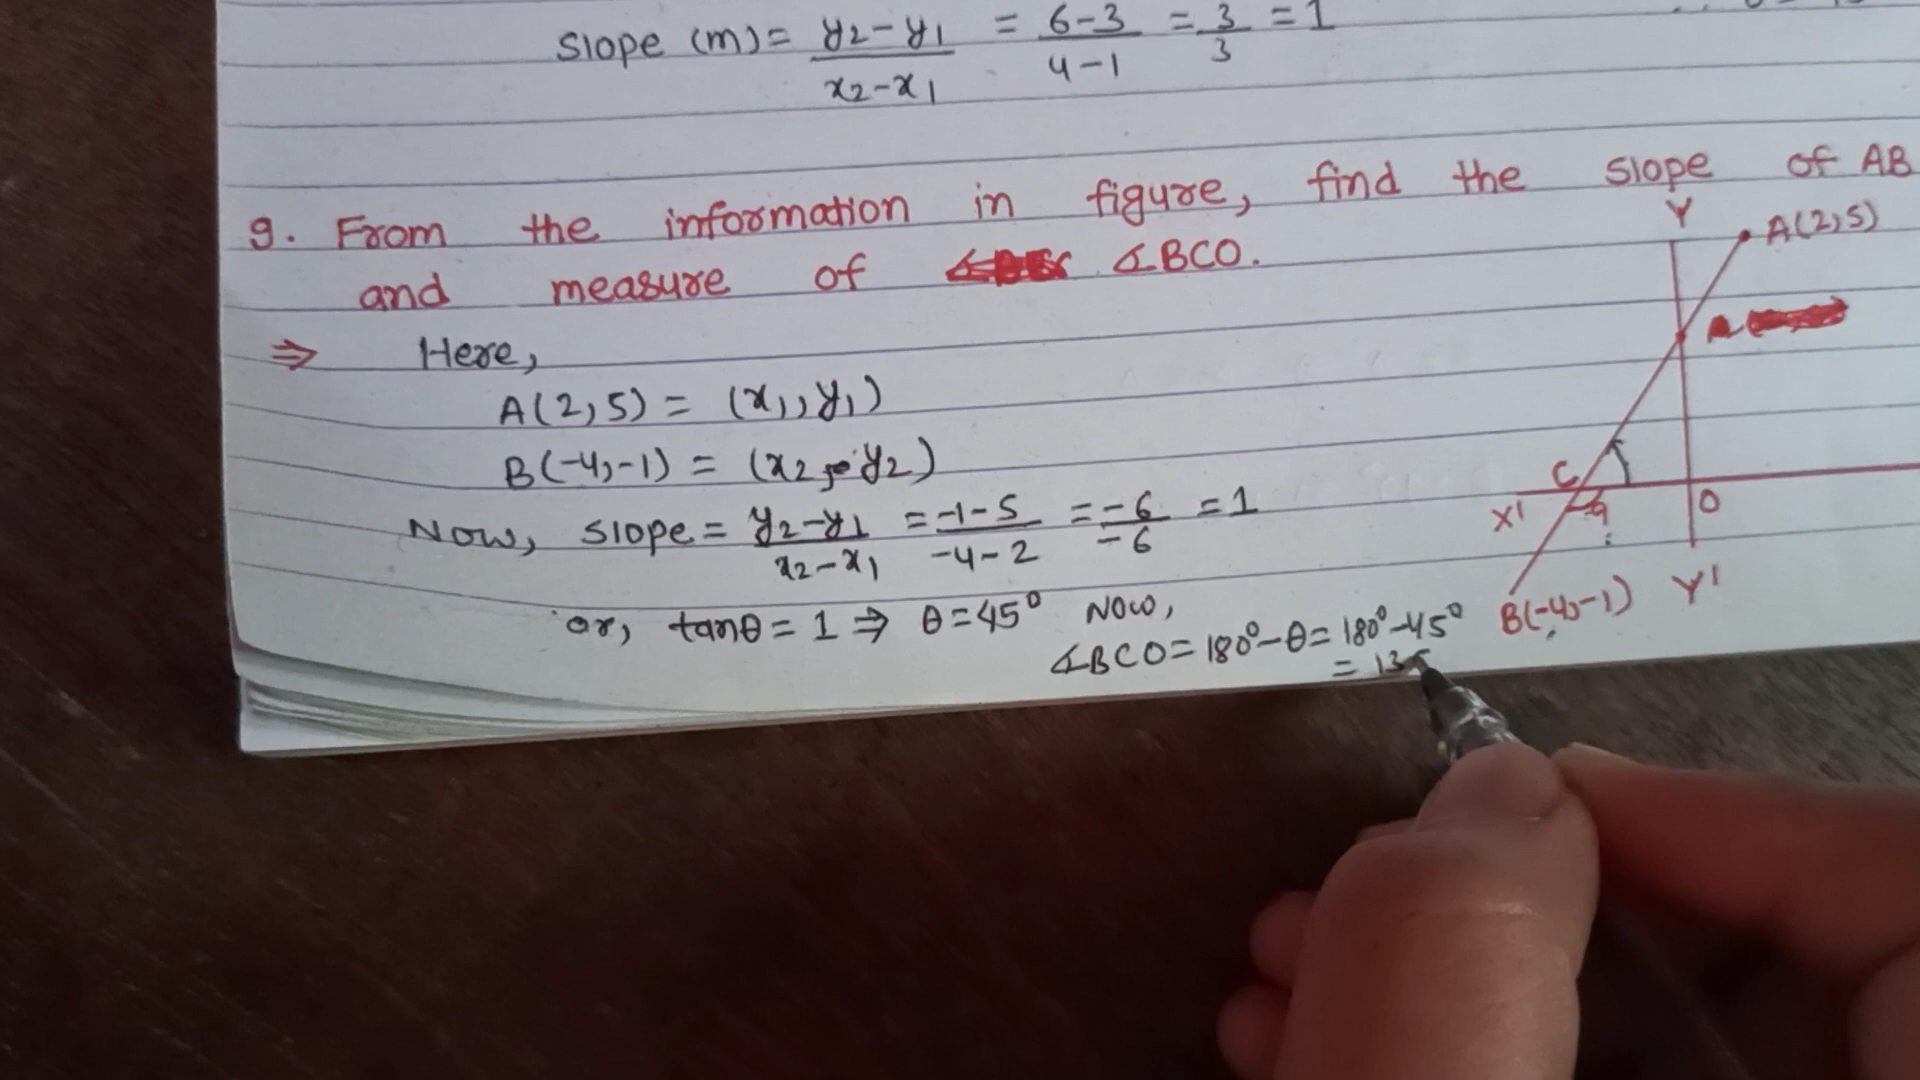 Slope (m) = y2-y1/x2-x1 = 6-3/4-1 = 3/3 = 1
9. From the information in figure, find the slope of AB
and measure of ∡BCO.
⇒ Here,
A(2,5) = (x1, y1)
B(-4,-1) = (x2, y2)
Now, slope = y2-y1/x2-x1 = -1-5/-4-2 = -6/-6 = 1
or, tanθ = 1 ⇒ θ = 45° Now,
∡BCO = 180°-θ = 180°-45°
= 135
Y
A(2,5)
C
X'
O
B(-4,-1)
Y'